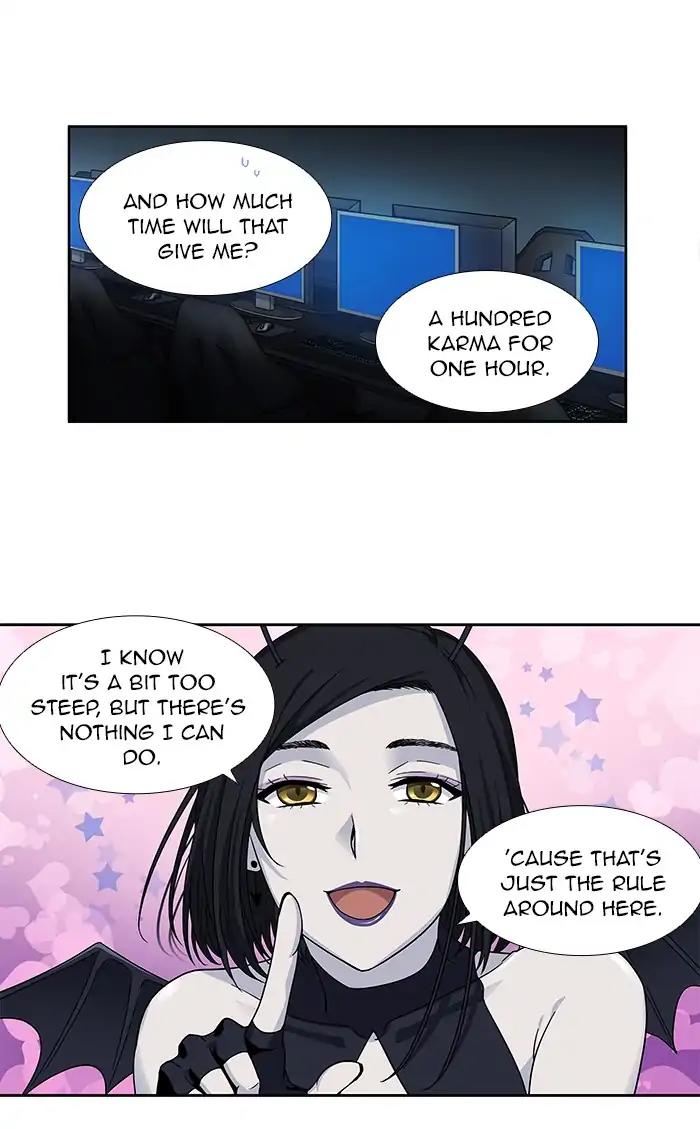 AND HOW MUCH
TIME WILL THAT
GIVE ME?
A HUNDRED
KARMA FOR
ONE HOUR.
I KNOW
IT'S A BIT TOO
STEEP, BUT THERE'S
NOTHING I CAN
DO.
'CAUSE THAT'S
JUST THE RULE
AROUND HERE.